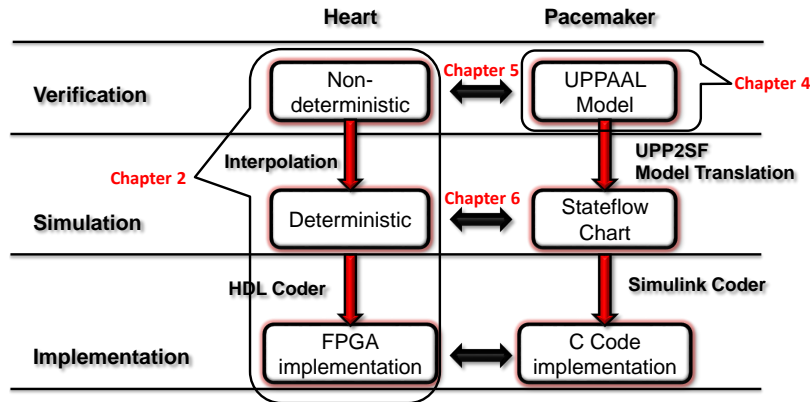 Heart
Pacemaker
Verification
Non-
deterministic
Chapter 5
UPPAAL
Model
Chapter 4
Interpolation
UPP2SF
Model Translation
Chapter 2
Simulation
Deterministic
Chapter 6
Stateflow
Chart
HDL Coder
Simulink Coder
Implementation
FPGA
implementation
C Code
implementation